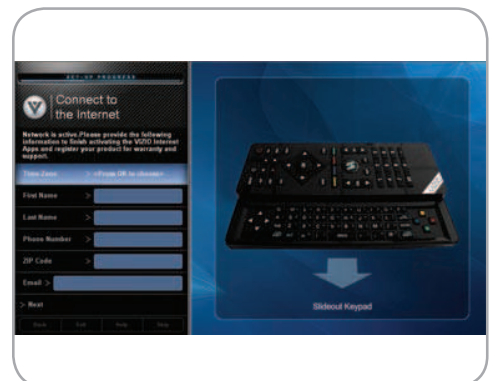 SET-UP PROGRESS
Connect to
the Internet
Network is active.Please provide the following
information to finish activating the VIZIO Internet
Apps and register your product for warranty and
support.
Time Zone > <Press OK to choose>
First Name >
Last Name >
Phone Number >
ZIP Code >
Email >
> Next
Back Exit Help Skip
Slideout Keypad